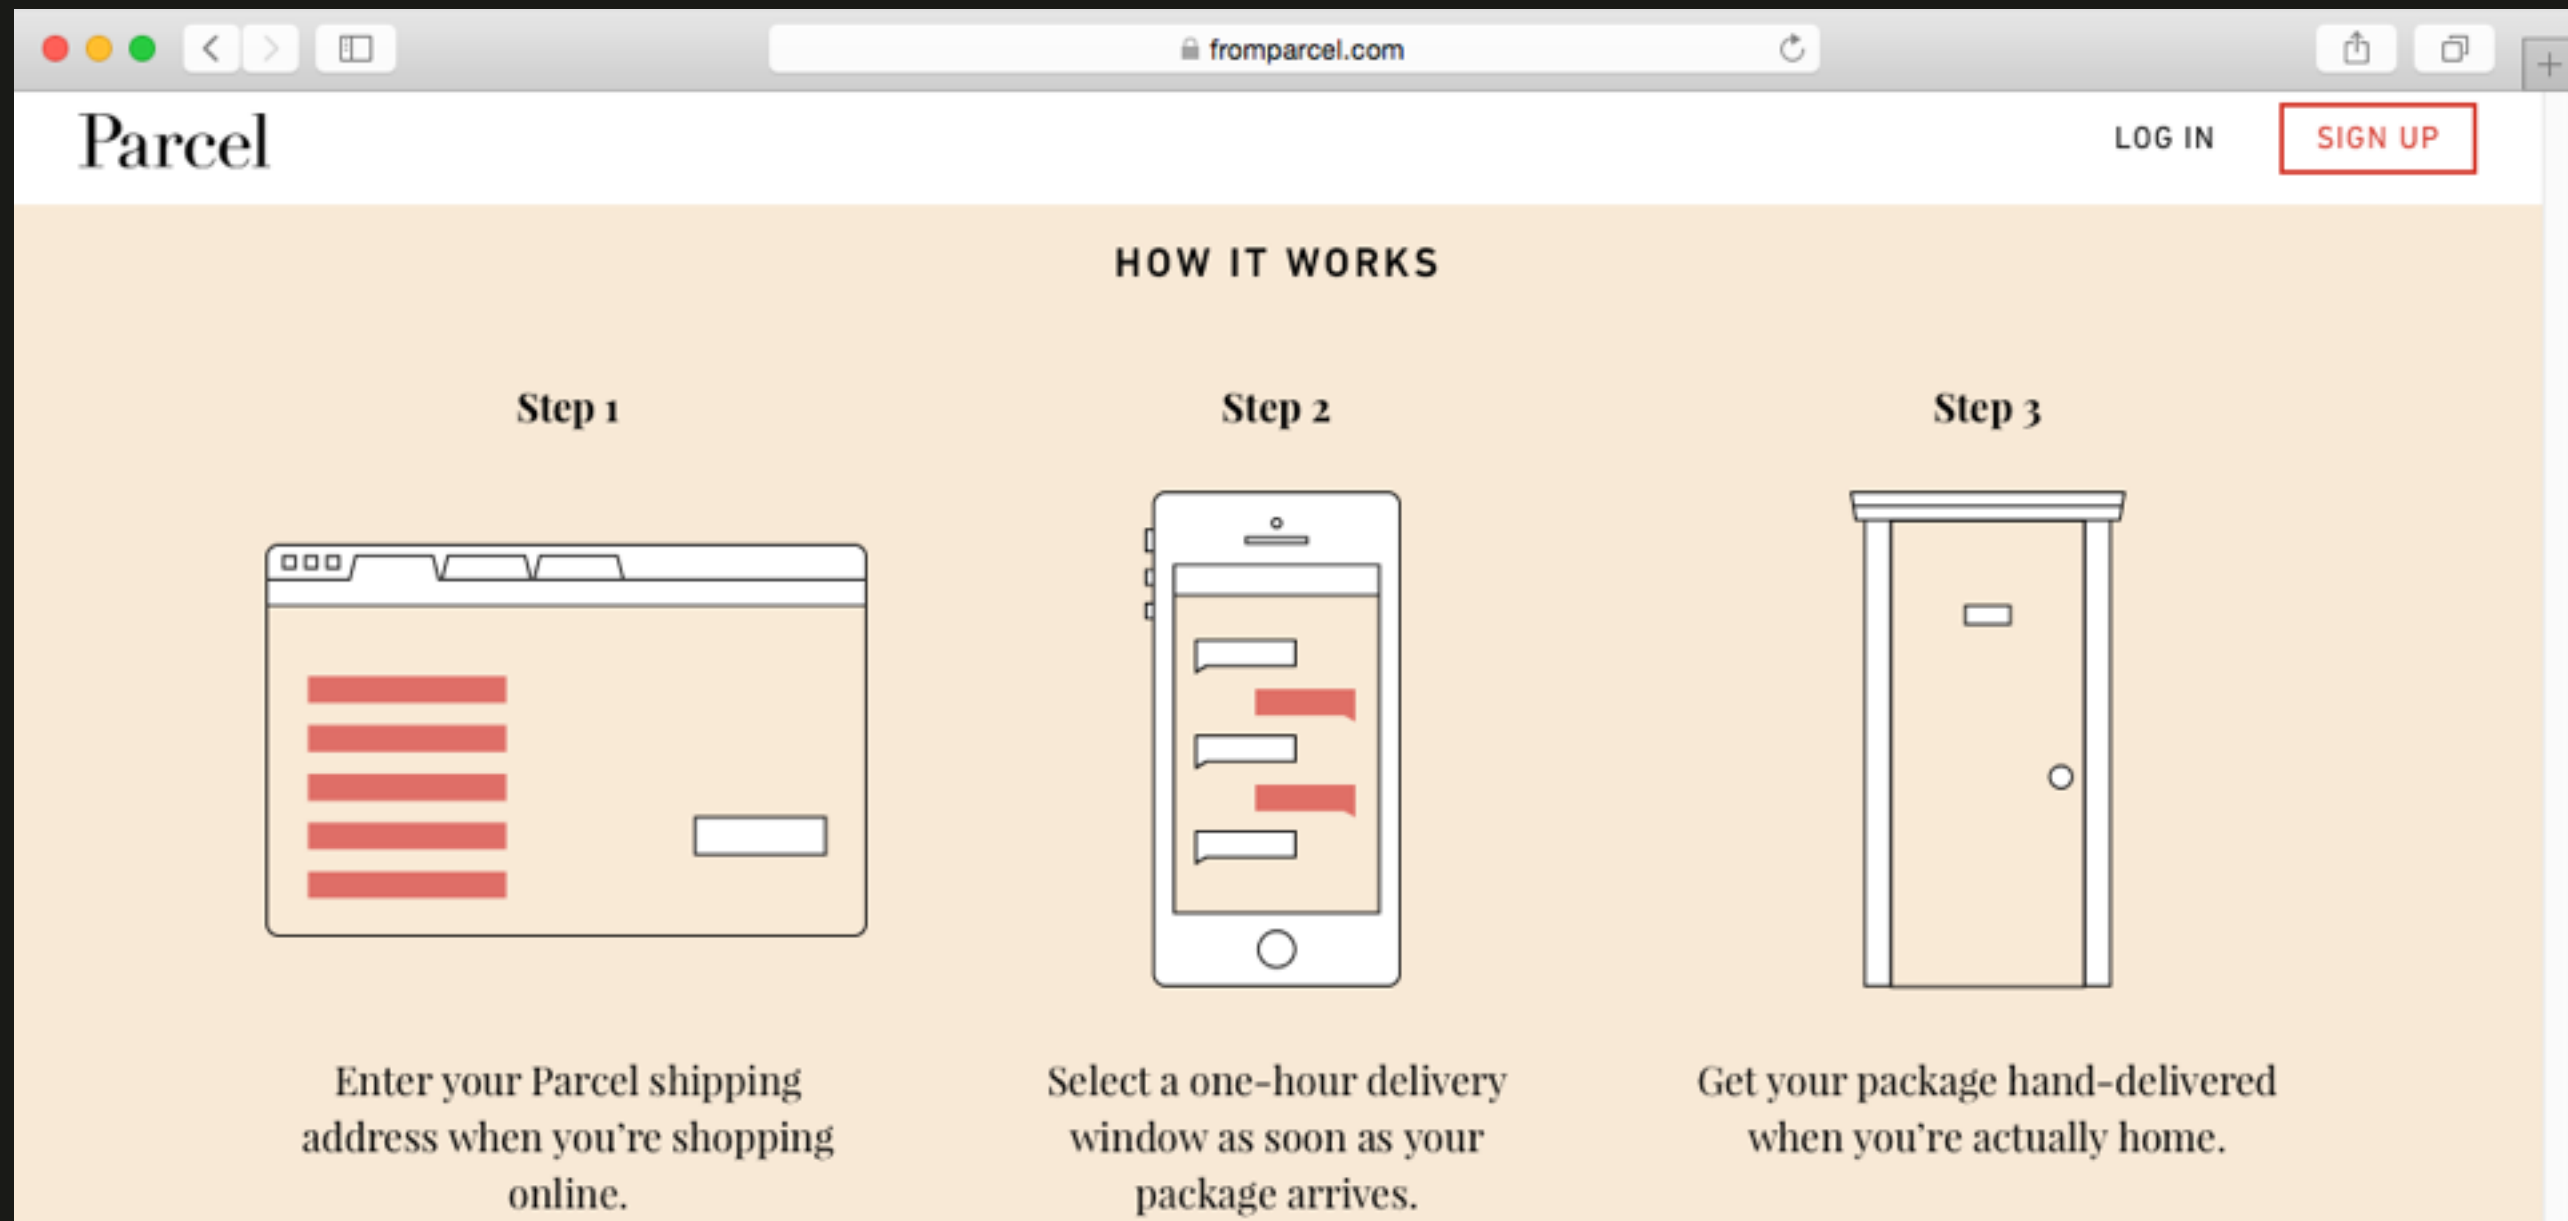 fromparcel.com
Parcel
LOG IN
SIGN UP
HOW IT WORKS
Step 1
Step 2
Step 3
Enter your Parcel shipping
address when you’re shopping
online.
Select a one-hour delivery
window as soon as your
package arrives.
Get your package hand-delivered
when you’re actually home.